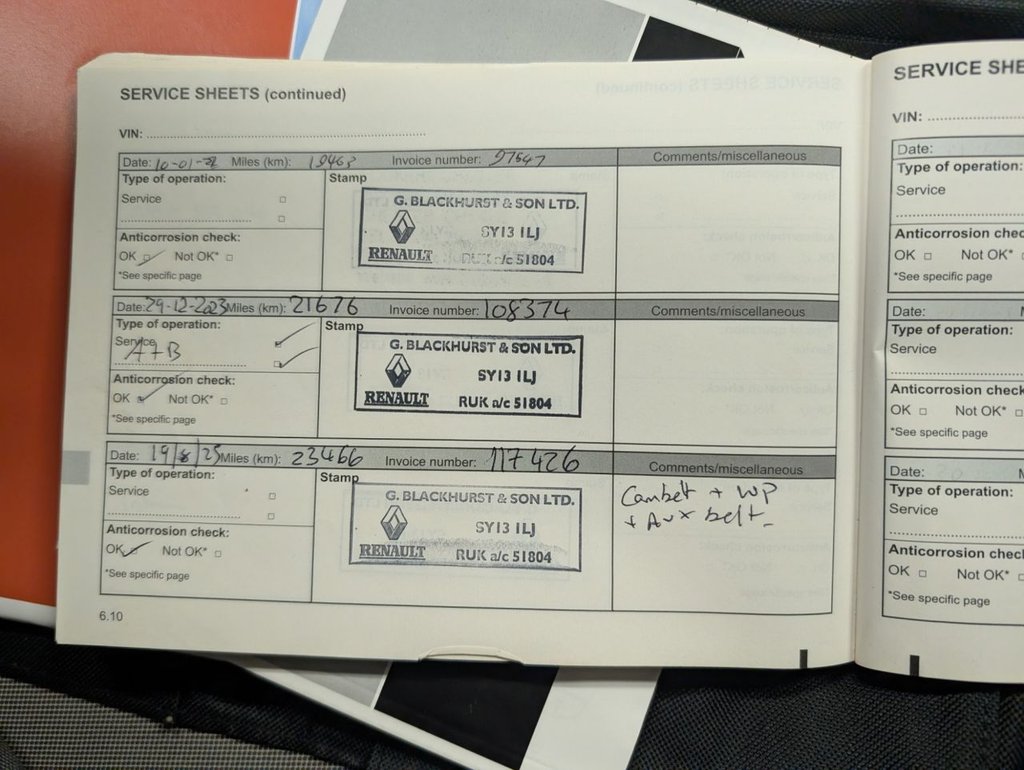 SERVICE SHEETS (continued)
VIN:
Date: 10-01-22 Miles (km): 19463 Invoice number: 97547 Comments/miscellaneous
Type of operation:
Service
Stamp
G. BLACKHURST & SON LTD.
SY13 1LJ
RENAULT RUK a/c 51804
Anticorrosion check:
OK Not OK*
*See specific page
Date: 29-12-2023 Miles (km): 21676 Invoice number: 108374 Comments/miscellaneous
Type of operation:
Service
A+B
Stamp
G. BLACKHURST & SON LTD.
SY13 1LJ
RENAULT RUK a/c 51804
Anticorrosion check:
OK Not OK*
*See specific page
Date: 19/8/25 Miles (km): 23466 Invoice number: 117426 Comments/miscellaneous
Type of operation:
Service
Stamp
G. BLACKHURST & SON LTD.
SY13 1LJ
RENAULT RUK a/c 51804
Cambelt + WP
+ Aux belt.
Anticorrosion check:
OK Not OK*
*See specific page
6.10
SERVICE SHE
VIN:
Date:
Type of operation:
Service
Anticorrosion chec
OK Not OK*
*See specific page
Date: M
Type of operation:
Service
Anticorrosion check
OK Not OK*
*See specific page
Date: M
Type of operation:
Service
Anticorrosion check
OK Not OK*
*See specific page